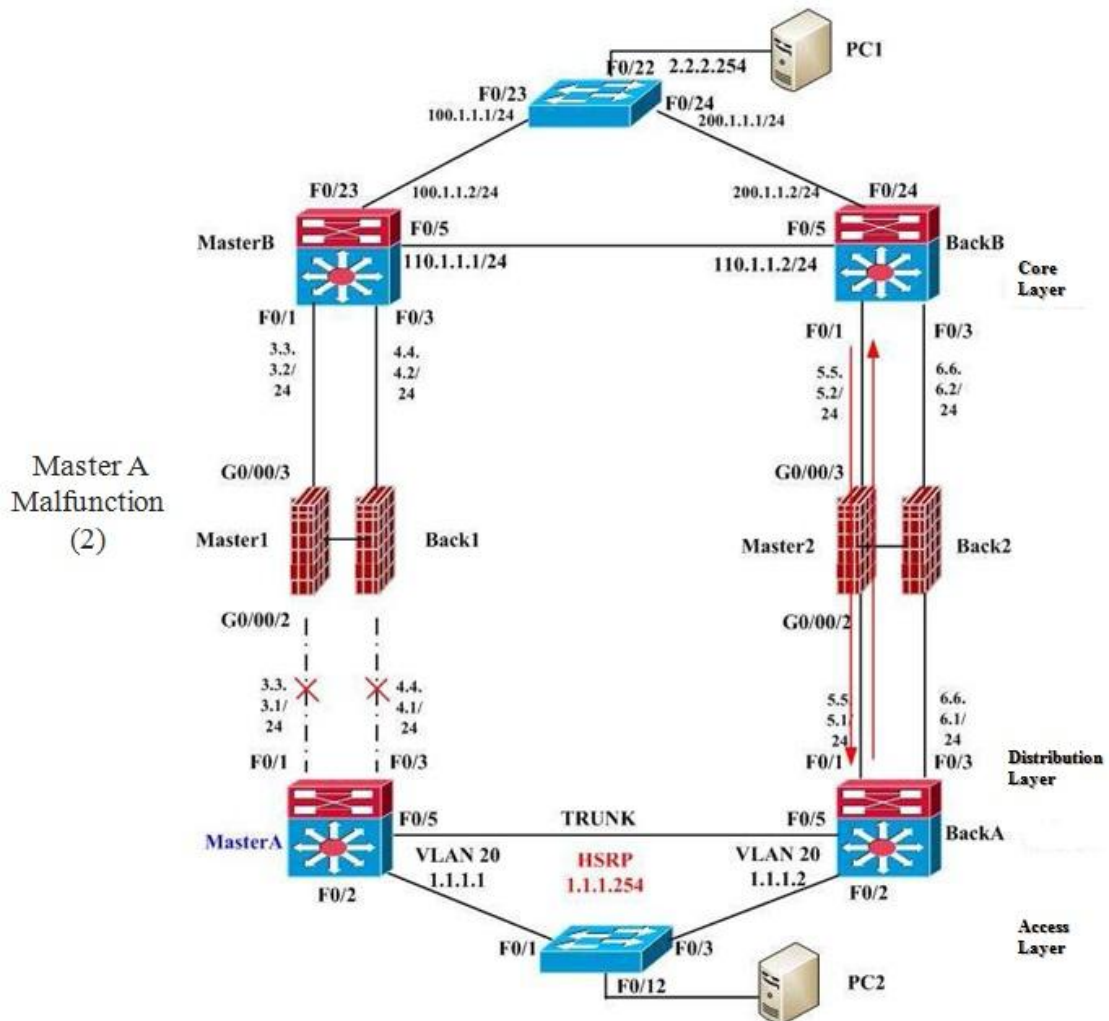 PC1
F0/22 2.2.2.254
F0/23
F0/24
100.1.1.1/24
200.1.1.1/24
F0/23
100.1.1.2/24
200.1.1.2/24
F0/24
MasterB
F0/5
F0/5
BackB
110.1.1.1/24
110.1.1.2/24
Core
Layer
F0/1
F0/3
F0/1
F0/3
3.3.
3.2/
24
4.4.
4.2/
24
5.5.
5.2/
24
6.6.
6.2/
24
Master A
Malfunction
(2)
G0/00/3
G0/00/3
Master1
Back1
Master2
Back2
G0/00/2
G0/00/2
3.3.
3.1/
24
4.4.
4.1/
24
5.5
5.1/
24
6.6.
6.1/
24
F0/1
F0/3
F0/1
F0/3
Distribution
Layer
MasterA
F0/5
TRUNK
F0/5
BackA
VLAN 20
1.1.1.1
HSRP
1.1.1.254
VLAN 20
1.1.1.2
F0/2
F0/2
F0/1
F0/3
Access
Layer
F0/12
PC2